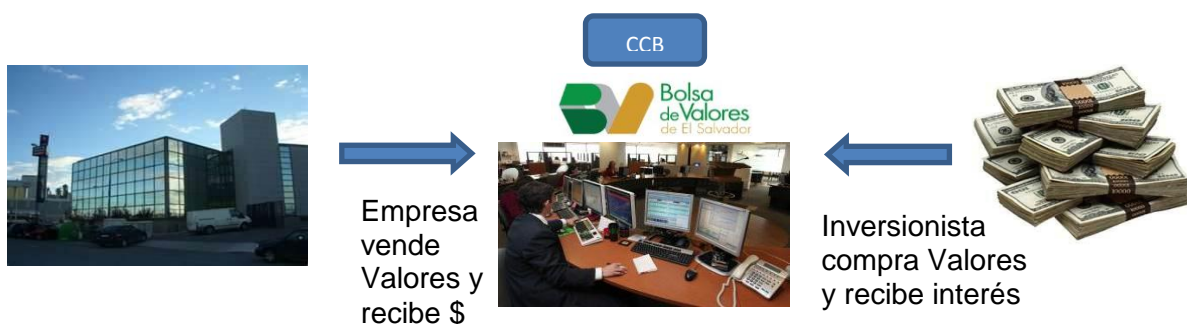 CCB
Bolsa
de Valores
de El Salvador
Empresa
vende
Valores y
recibe $
Inversionista
compra Valores
y recibe interés